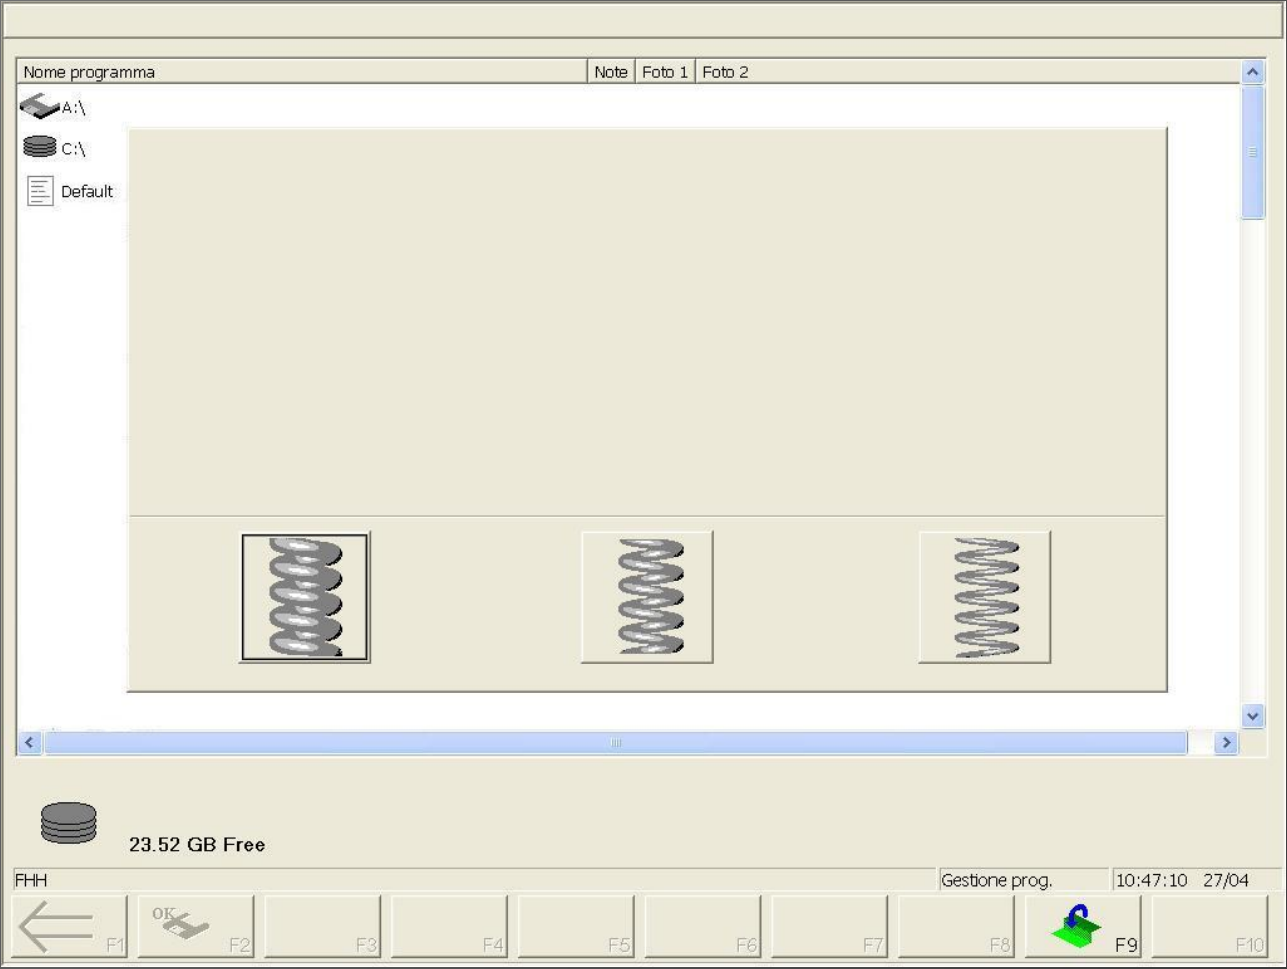 Nome programma Note Foto 1 Foto 2
A:\
C:\
Default
23.52 GB Free
FHH Gestione prog. 10:47:10 27/04
OK
F1 F2 F3 F4 F5 F6 F7 F8 F9 F10